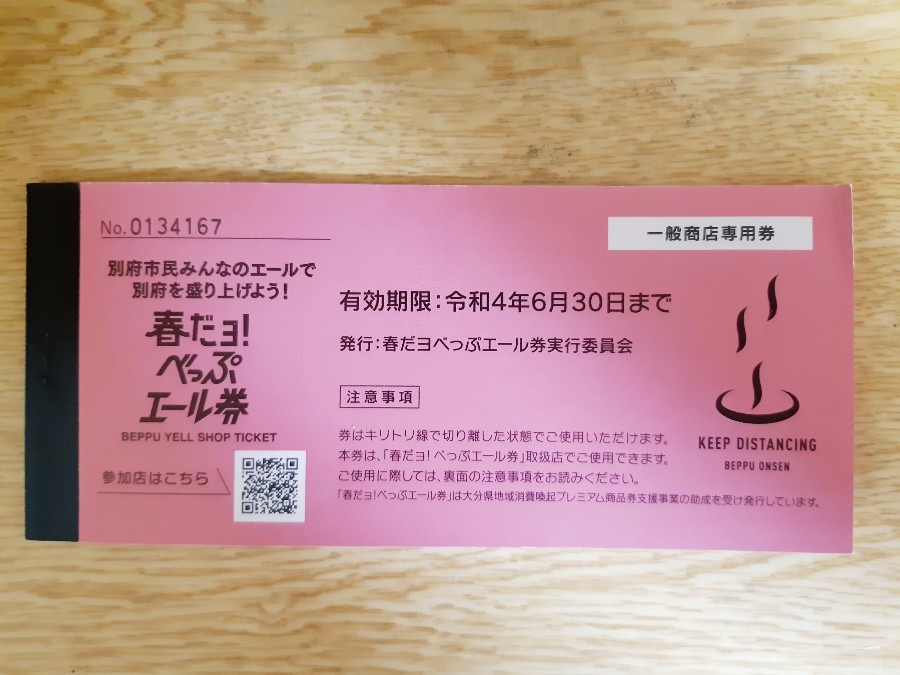 No.0134167
一般商店専用券
別府市民みんなのエールで
別府を盛り上げよう!
春だョ!
べっぷ
エール券
BEPPU YELL SHOP TICKET
参加店はこちら
有効期限:令和4年6月30日まで
発行:春だヨべっぷエール券実行委員会
注意事項
券はキリトリ線で切り離した状態でご使用いただけます。
本券は、「春だョ!べっぷエール券」取扱店でご使用できます。
ご使用に際しては、裏面の注意事項をお読みください。
「春だョ!べっぷエール券」は大分県地域消費喚起プレミアム商品券支援事業の助成を受け発行しています。
KEEP DISTANCING
BEPPU ONSEN